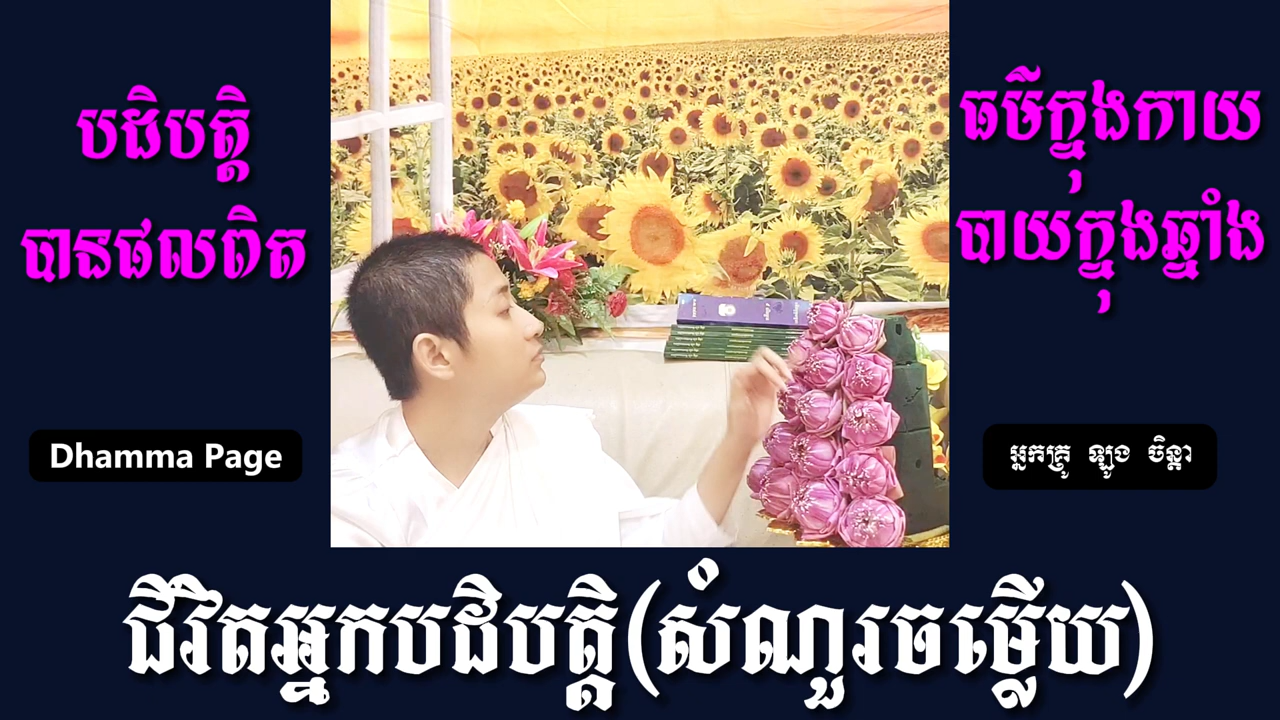 បដិបត្តិ
បានផលពិត
ធម៌ក្នុងកាយ
បាយក្នុងឆ្នាំង
Dhamma Page
អ្នកគ្រូ ឡុង ចិន្តា
ជីវិតអ្នកបដិបត្តិ(សំណួរចម្លើយ)